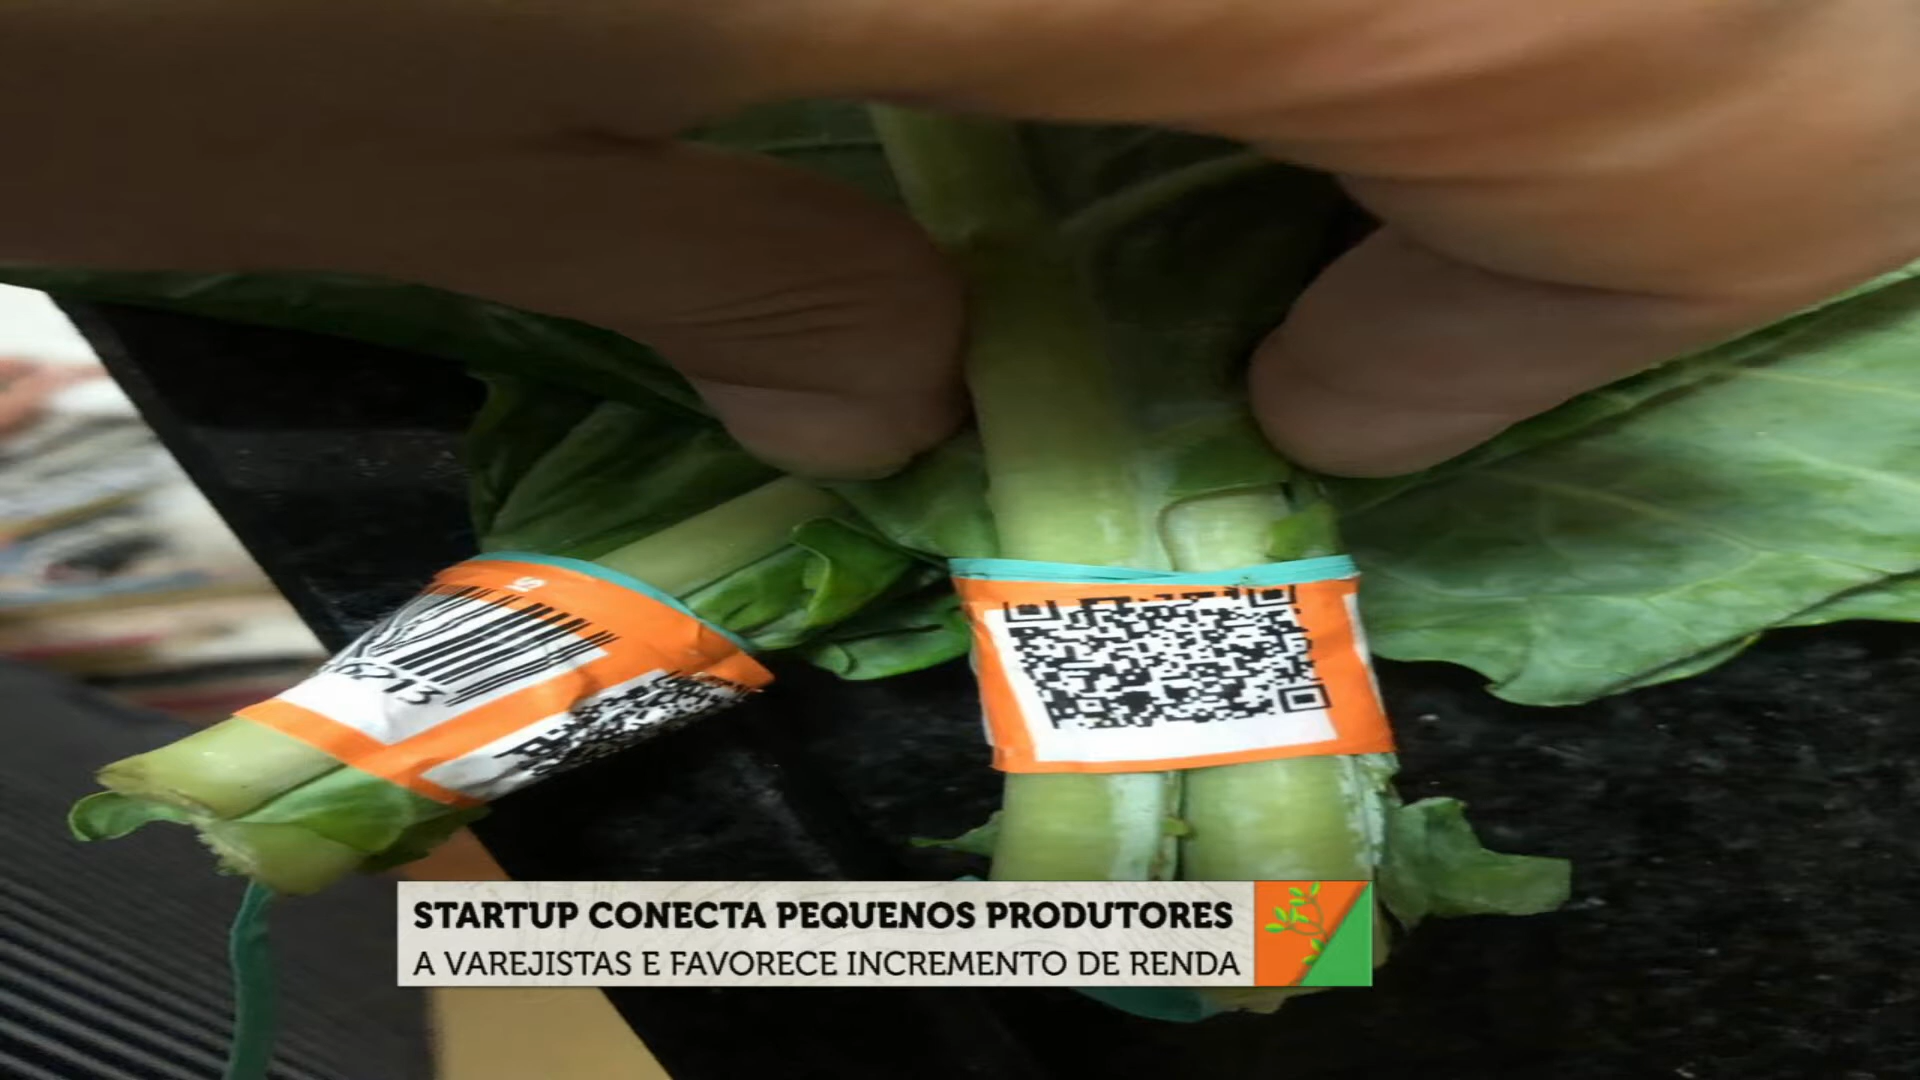 STARTUP CONECTA PEQUENOS PRODUTORES
A VAREJISTAS E FAVORECE INCREMENTO DE RENDA